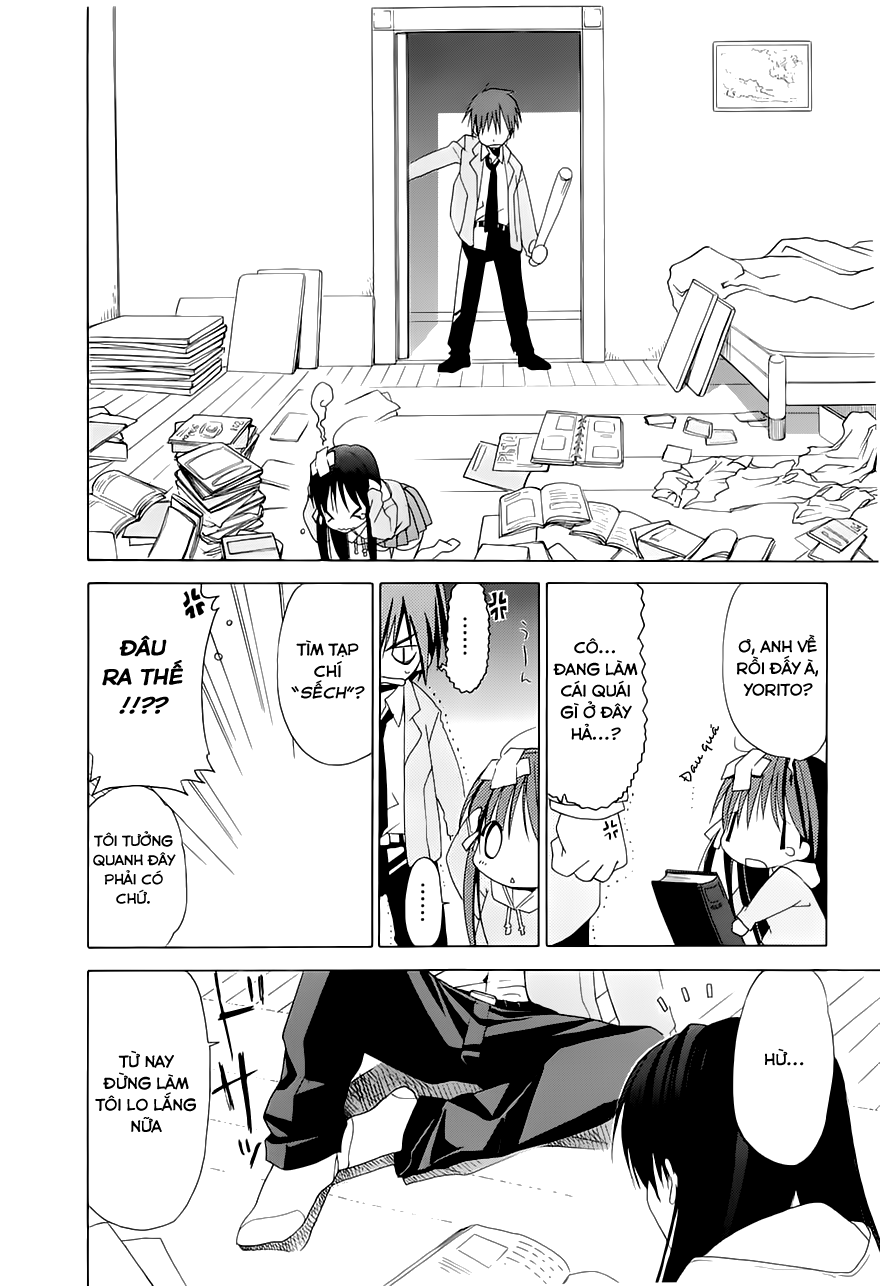 Ơ, ANH VỀ
RỒI ĐẤY À,
YORITO?
Đau quá
CÔ...
ĐANG LÀM
CÁI QUÁI
GÌ Ở ĐÂY
HẢ...?
......
う～ん
......
TÌM TẠP
CHÍ
“SẾCH”?
ĐÂU
RA THẾ
!!??
TÔI TƯỞNG
QUANH ĐÂY
PHẢI CÓ
CHỨ.
HỪ...
TỪ NAY
ĐỪNG LÀM
TÔI LO LẮNG
NỮA